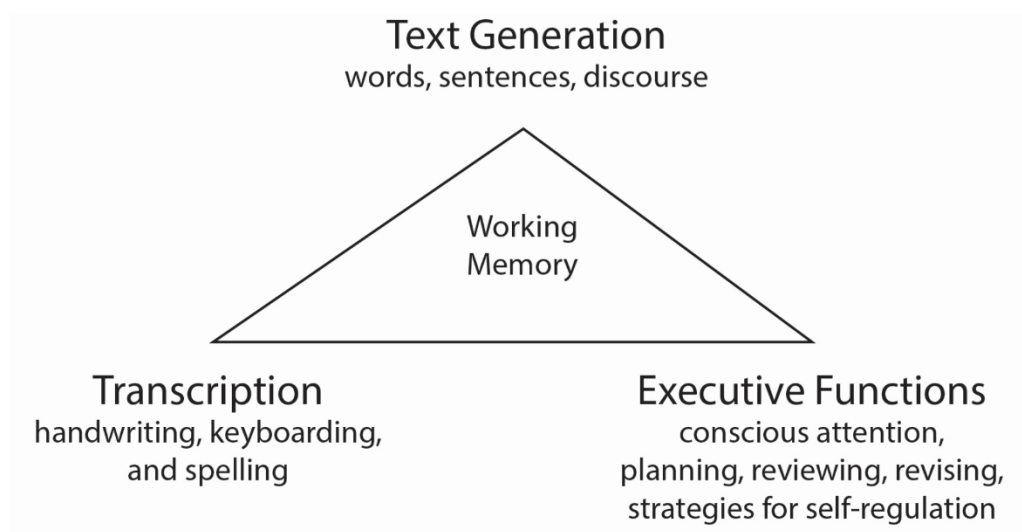 Text Generation
words, sentences, discourse
Working
Memory
Transcription
handwriting, keyboarding,
and spelling
Executive Functions
conscious attention,
planning, reviewing, revising,
strategies for self-regulation